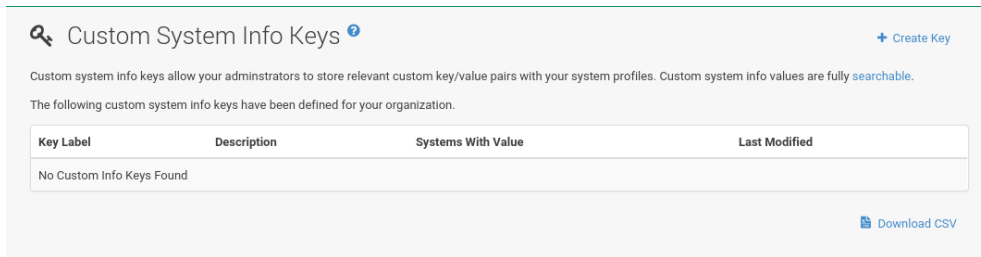 Custom System Info Keys ?
+ Create Key
Custom system info keys allow your adminstrators to store relevant custom key/value pairs with your system profiles. Custom system info values are fully searchable.
The following custom system info keys have been defined for your organization.
Key Label Description Systems With Value Last Modified
No Custom Info Keys Found
Download CSV